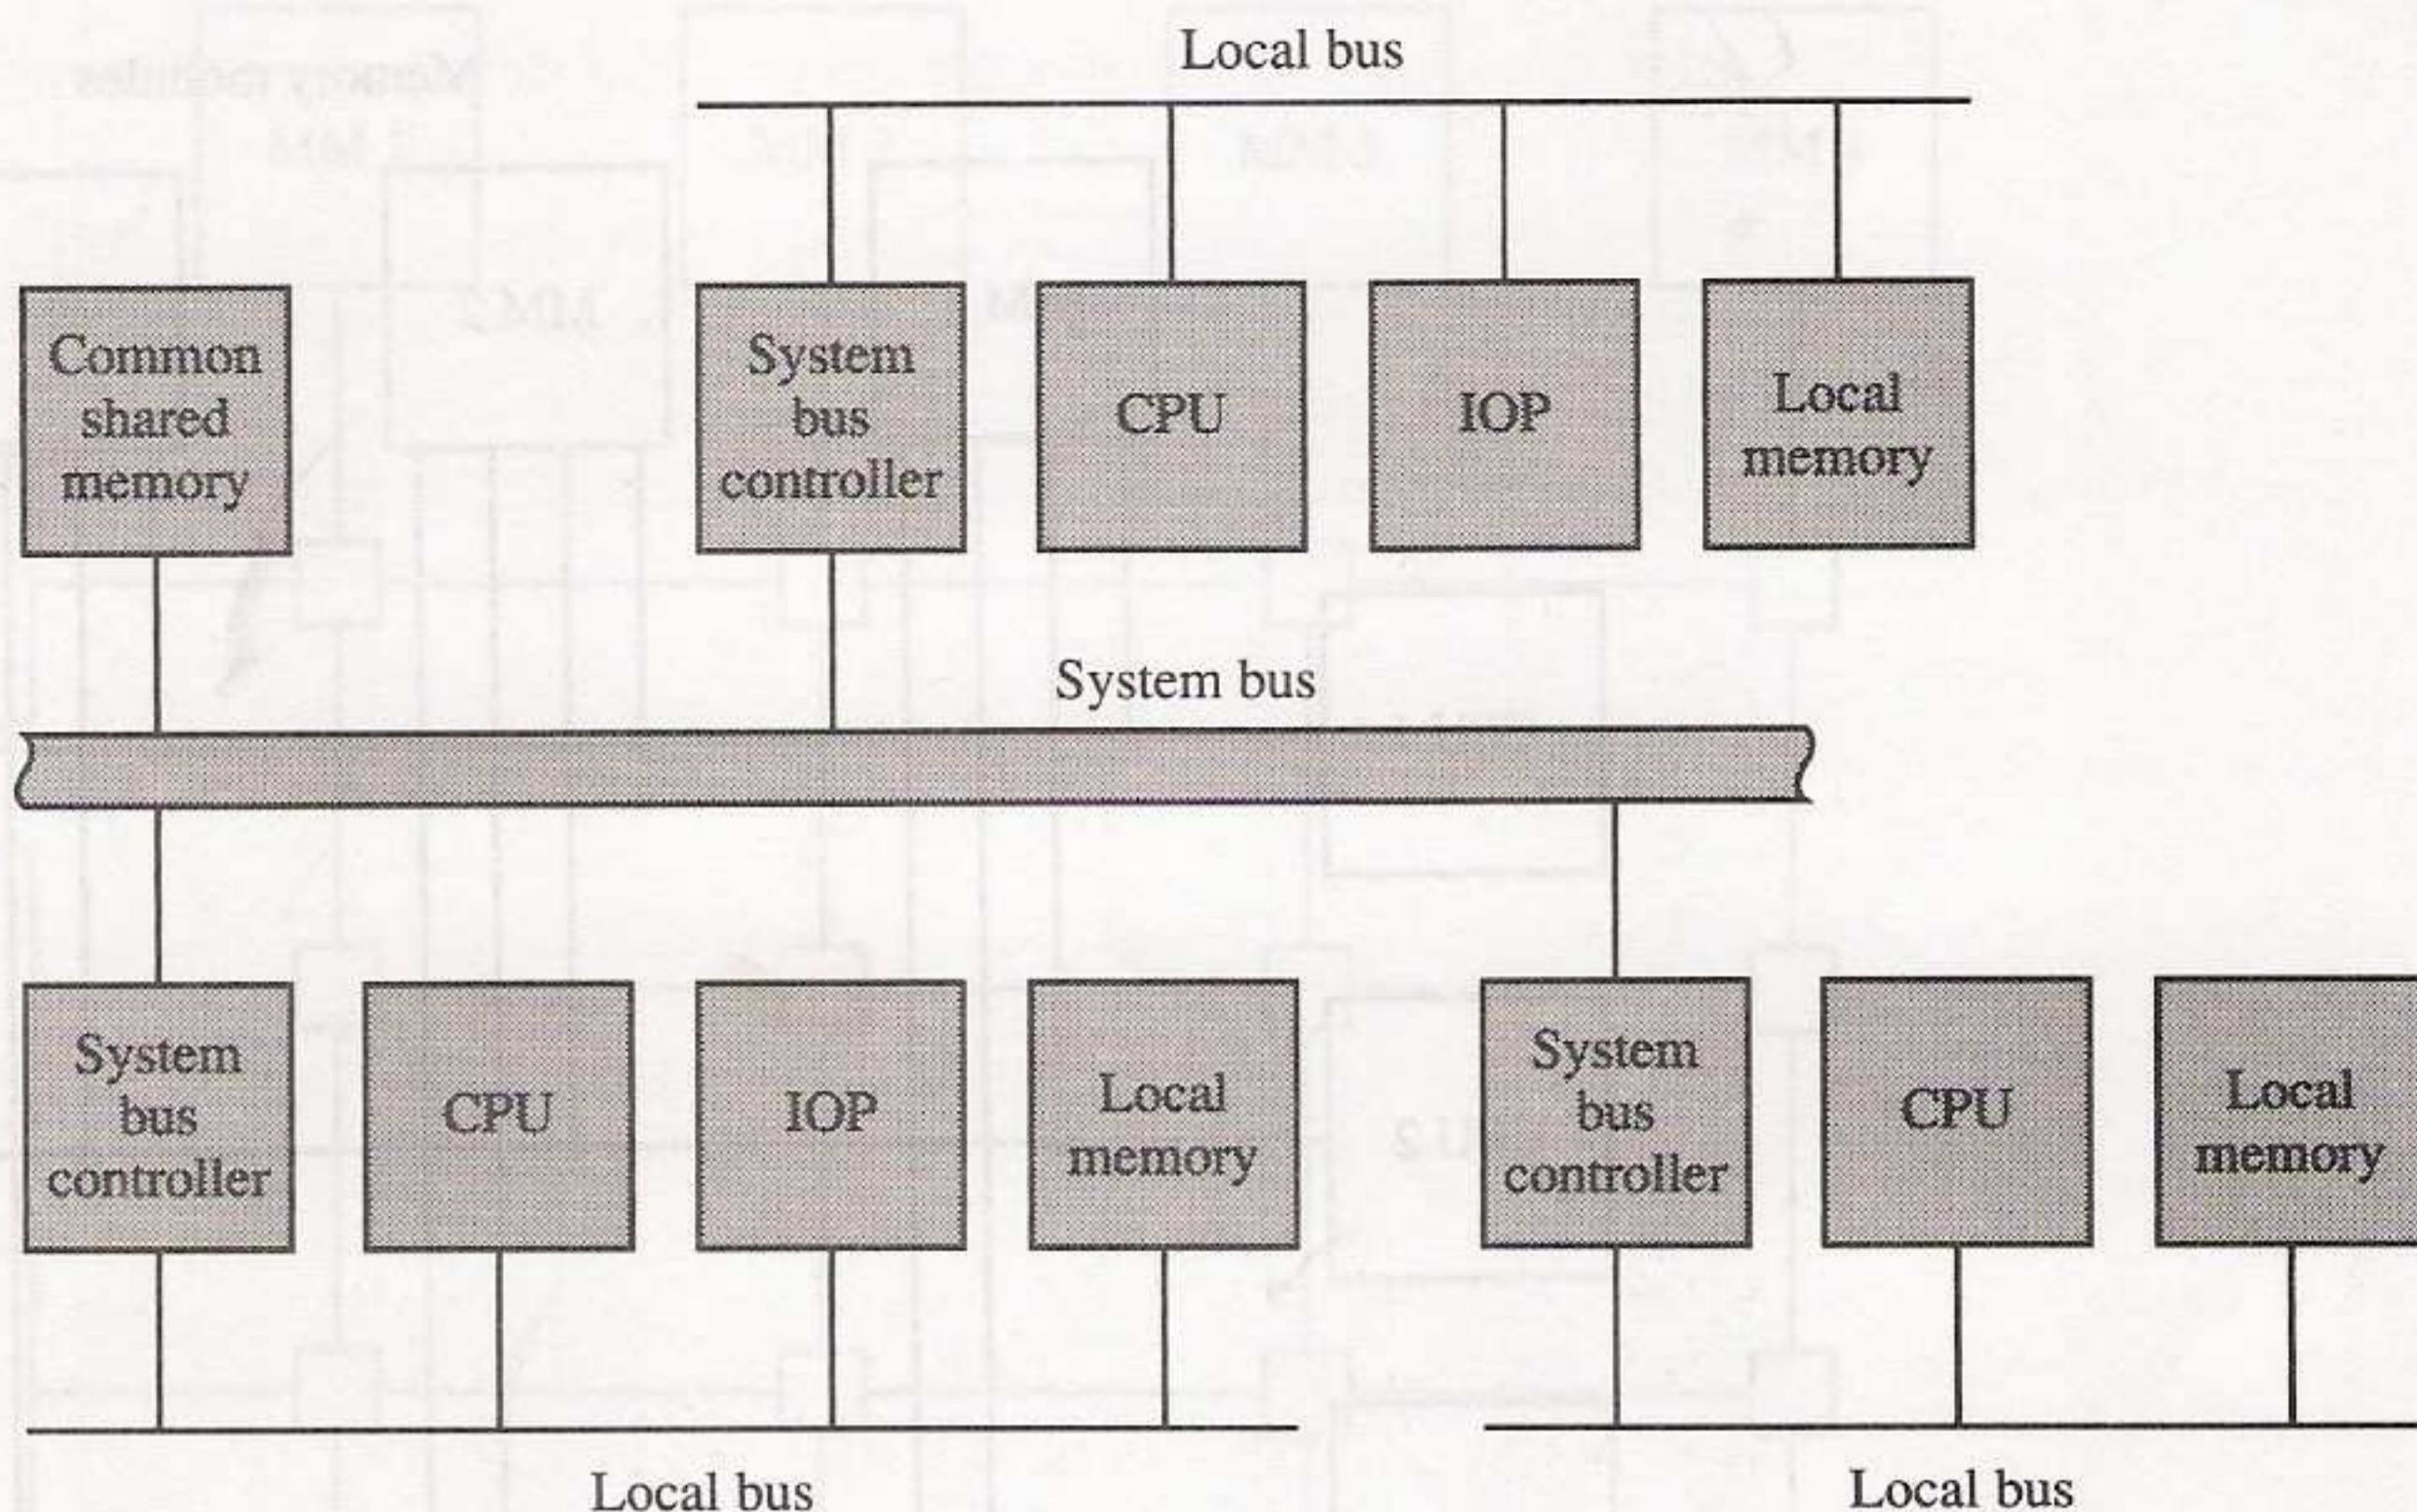 Local bus
Common
shared
memory
System
bus
controller
CPU
IOP
Local
memory
System bus
System
bus
controller
CPU
IOP
Local
memory
System
bus
controller
CPU
Local
memory
Local bus
Local bus